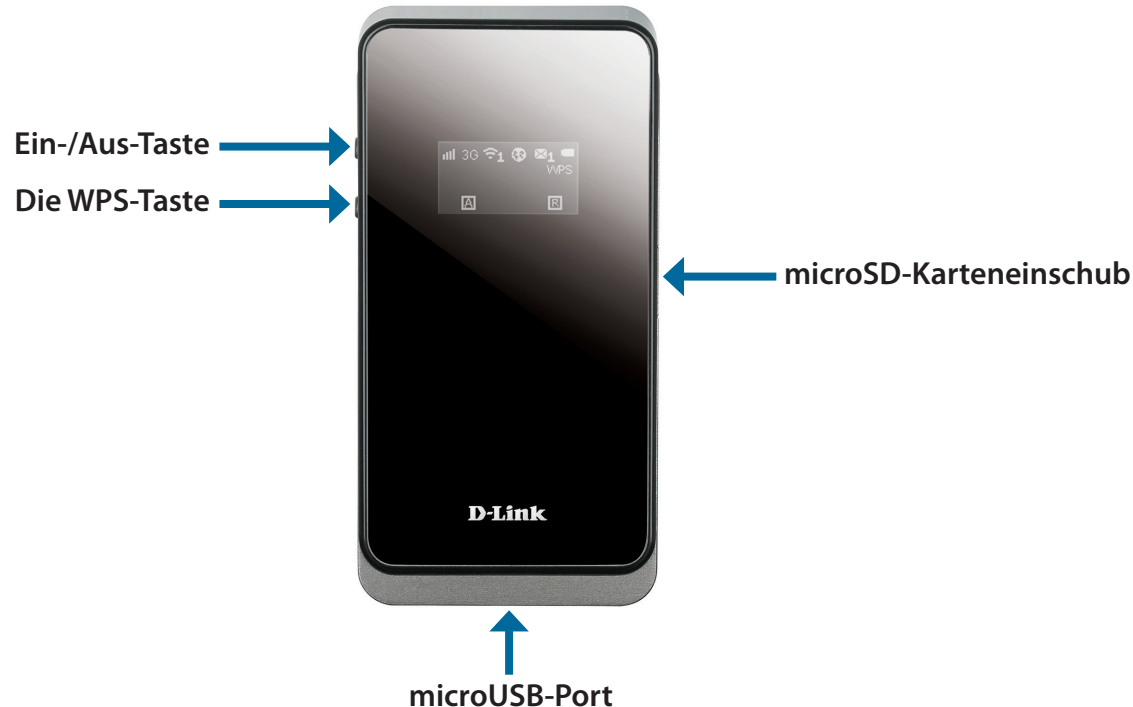 Ein-/Aus-Taste
Die WPS-Taste
3G 1 1
WPS
A R
microSD-Karteneinschub
D-Link
microUSB-Port